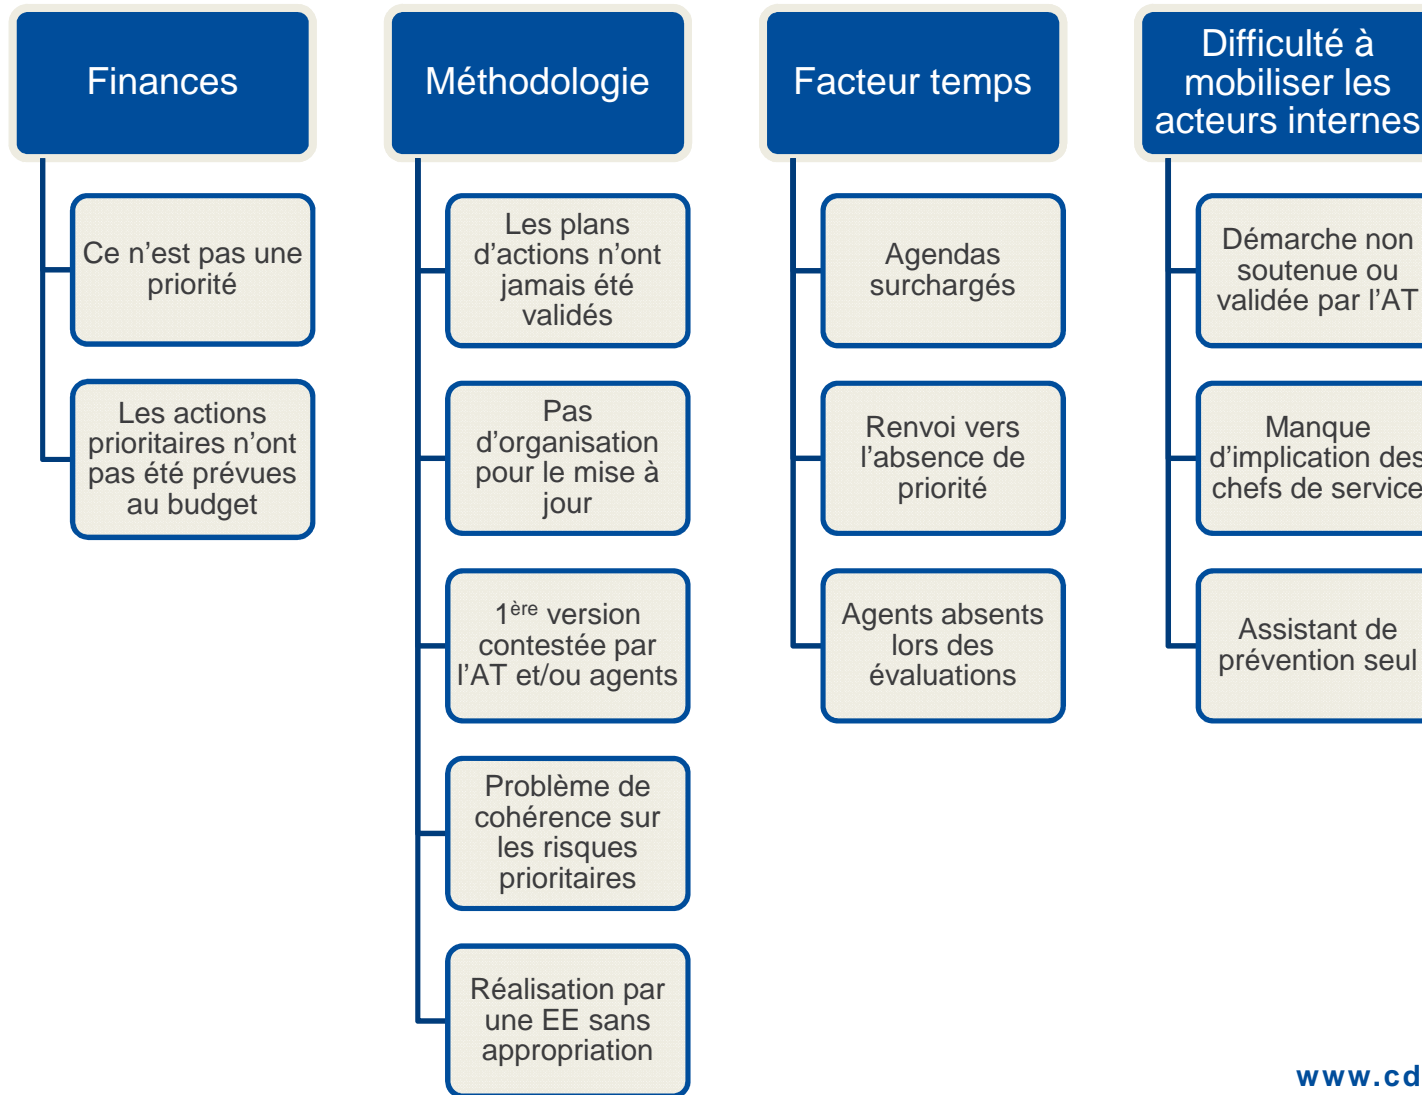 Finances
Ce n’est pas une
priorité
Les actions
prioritaires n’ont
pas été prévues
au budget
Méthodologie
Les plans
d’actions n’ont
jamais été
validés
Pas
d’organisation
pour le mise à
jour
1ère version
contestée par
l’AT et/ou agents
Problème de
cohérence sur
les risques
prioritaires
Réalisation par
une EE sans
appropriation
Facteur temps
Agendas
surchargés
Renvoi vers
l’absence de
priorité
Agents absents
lors des
évaluations
Difficulté à
mobiliser les
acteurs internes
Démarche non
soutenue ou
validée par l’AT
Manque
d’implication des
chefs de service
Assistant de
prévention seul
www.cd